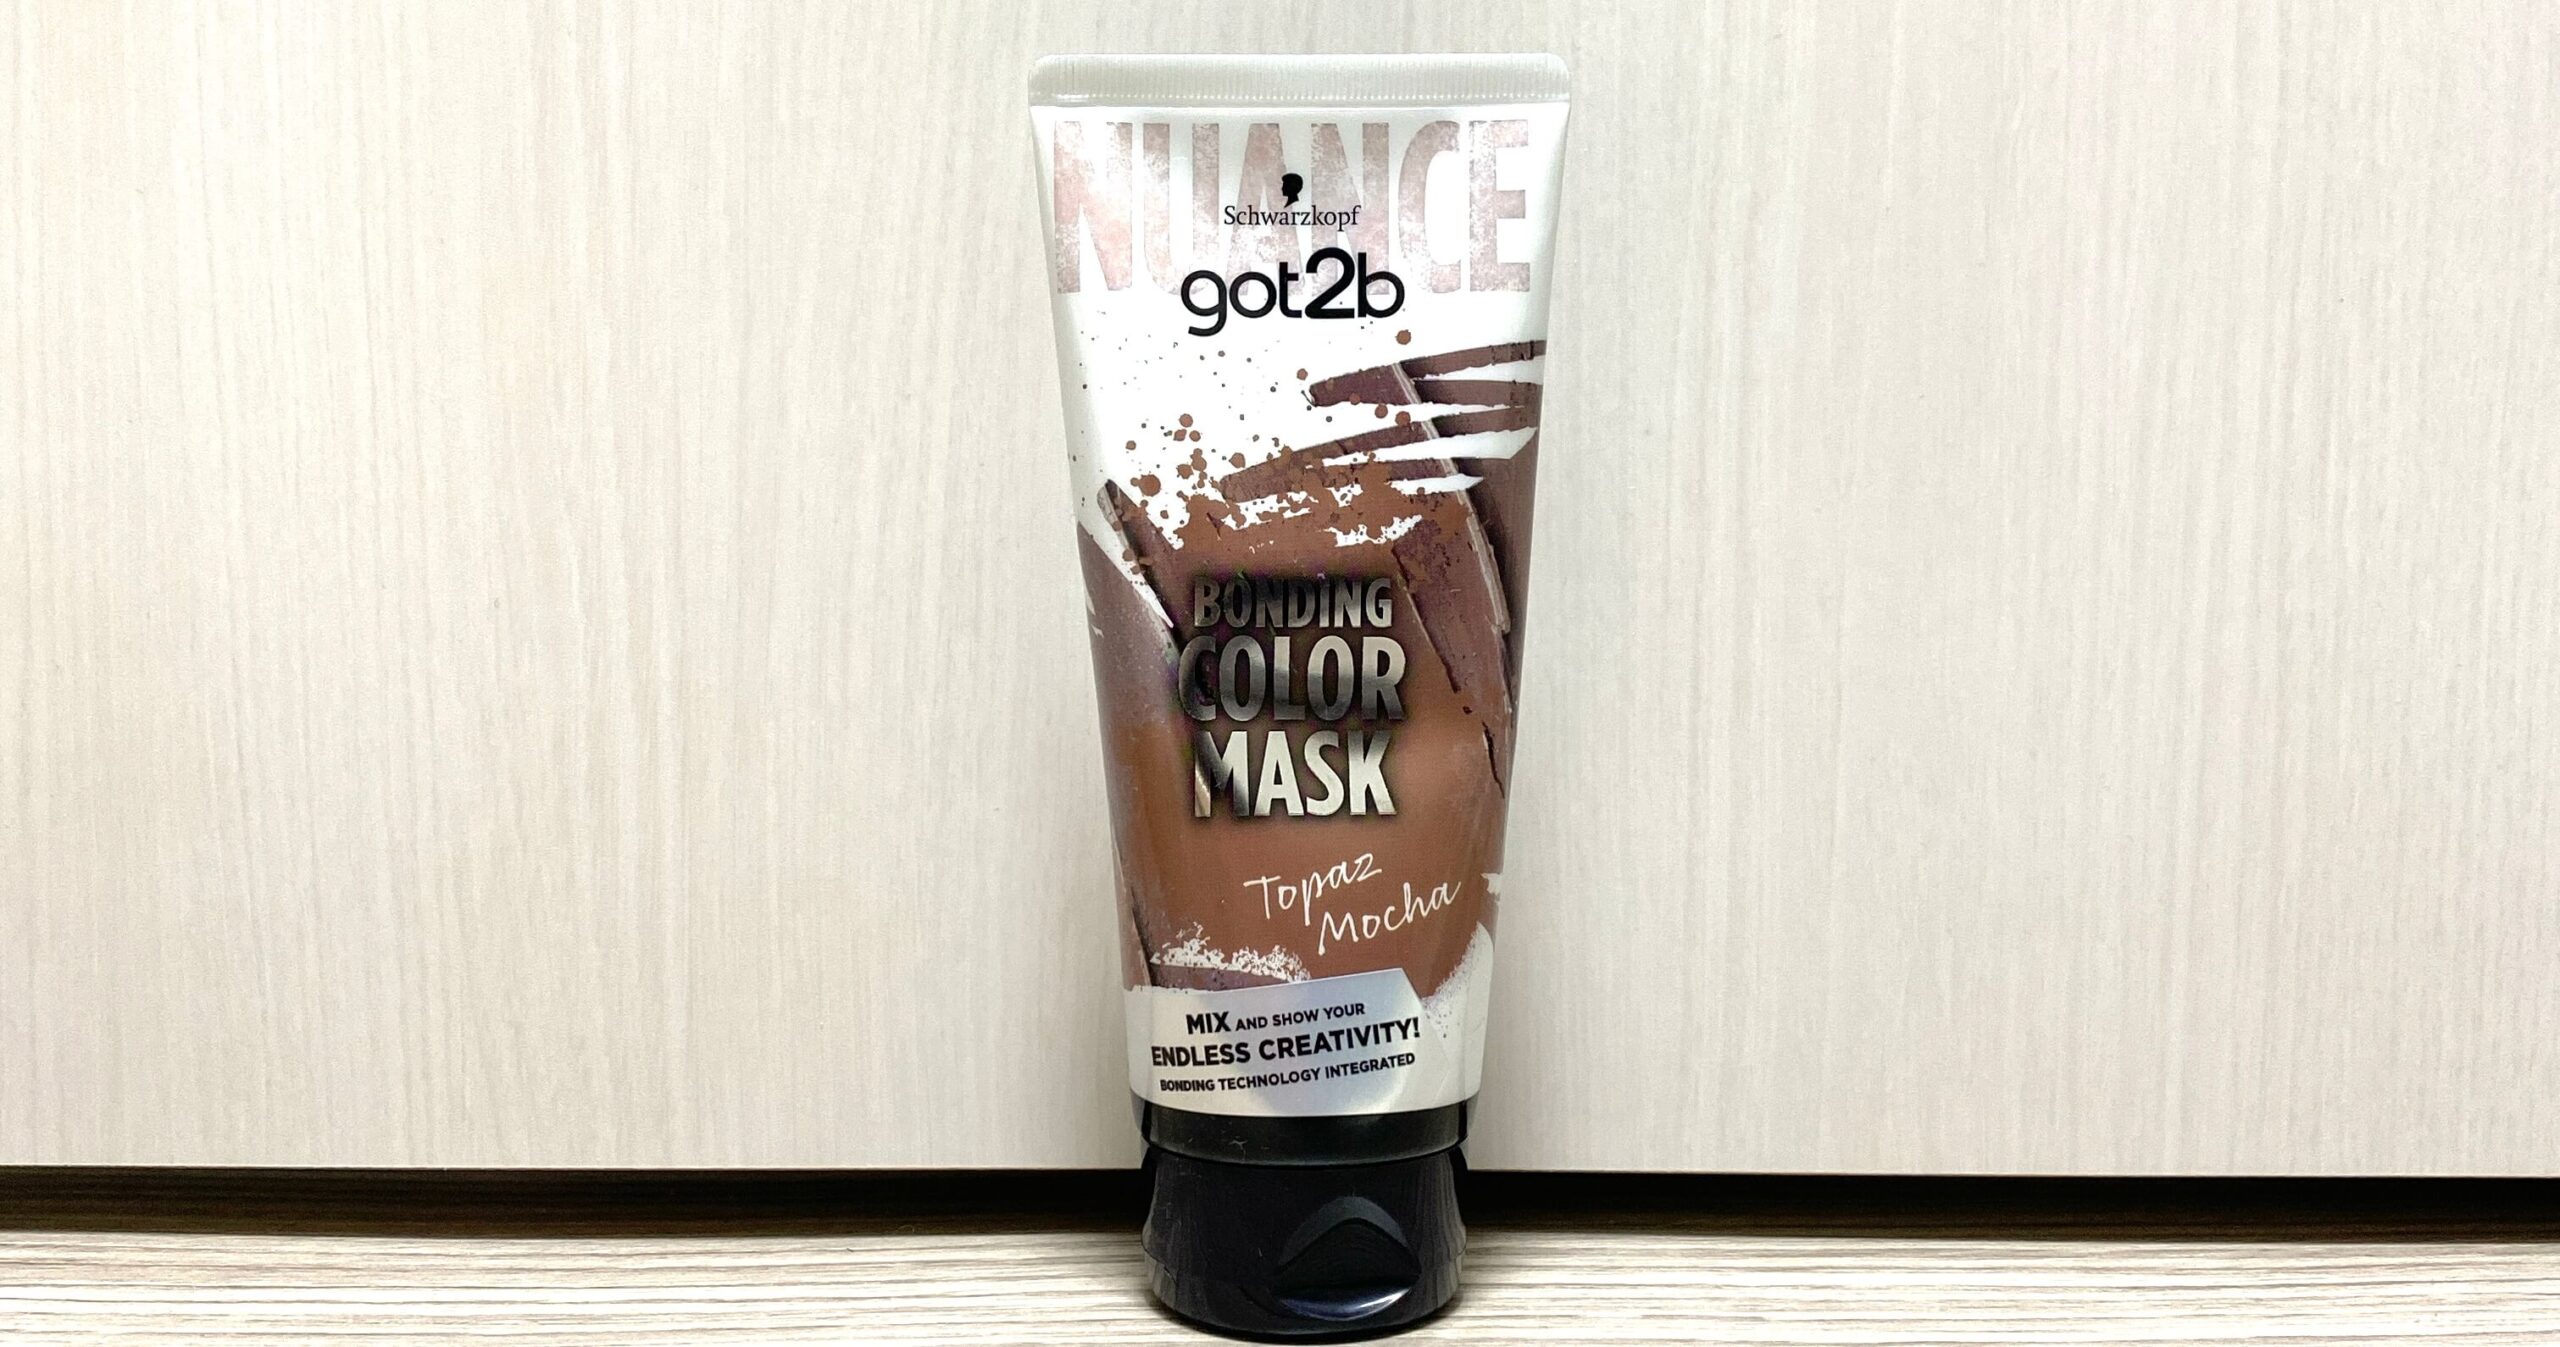 NUANCE
Schwarzkopf
got2b
BONDING
COLOR
MASK
Topaz
Mocha
MIX AND SHOW YOUR
ENDLESS CREATIVITY!
BONDING TECHNOLOGY INTEGRATED